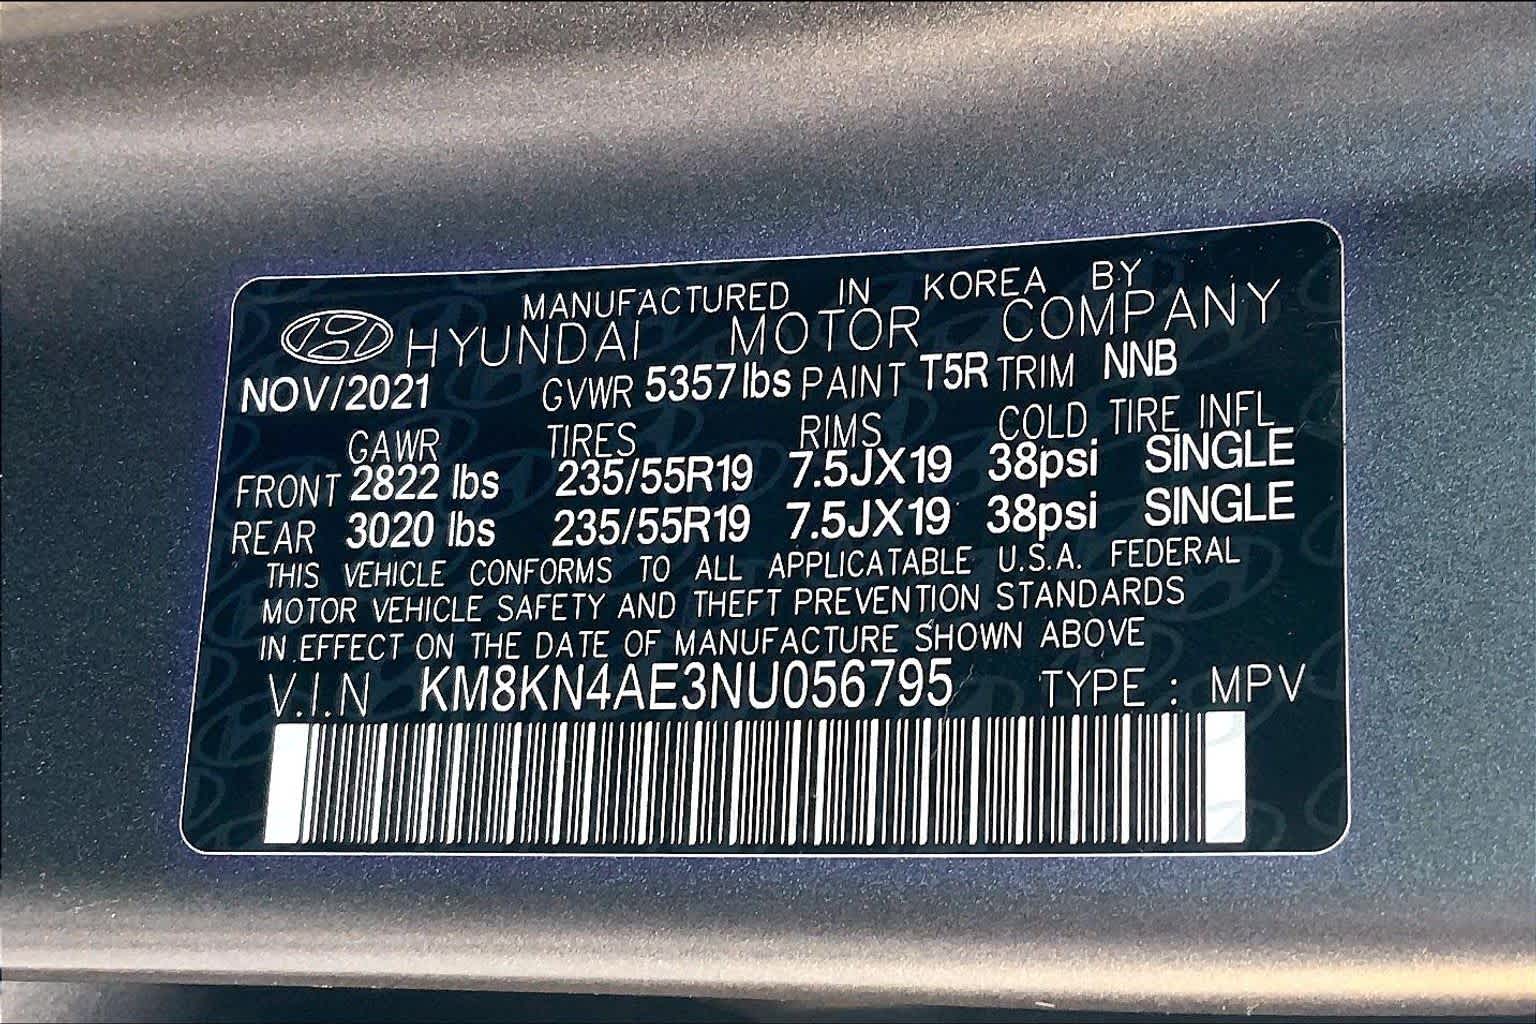 MANUFACTURED IN KOREA BY
HYUNDAI MOTOR COMPANY
NOV/2021 GVWR 5357 lbs PAINT T5R TRIM NNB
GAWR TIRES RIMS COLD TIRE INFL
FRONT 2822 lbs 235/55R19 7.5JX19 38psi SINGLE
REAR 3020 lbs 235/55R19 7.5JX19 38psi SINGLE
THIS VEHICLE CONFORMS TO ALL APPLICATABLE U.S.A. FEDERAL
MOTOR VEHICLE SAFETY AND THEFT PREVENTION STANDARDS
IN EFFECT ON THE DATE OF MANUFACTURE SHOWN ABOVE
V.I.N KM8KN4AE3NU056795 TYPE : MPV